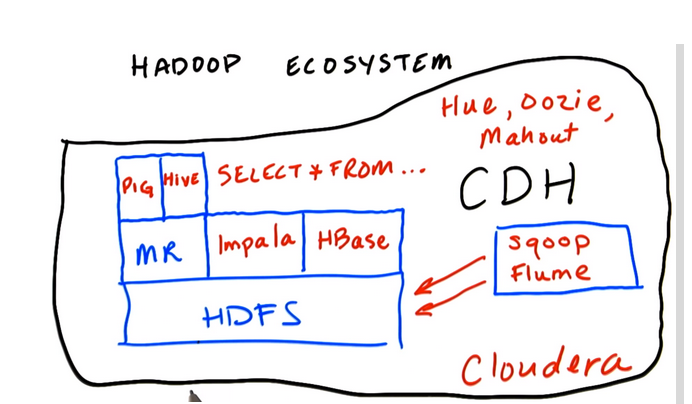 HADOOP ECOSYSTEM
Hue, Oozie,
Mahout
CDH
PiG
HivE
SELECT * FROM...
MR
Impala
HBase
Sqoop
Flume
HDFS
Cloudera